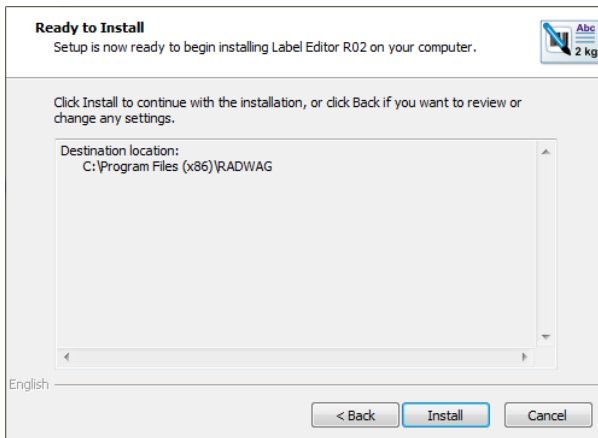 Ready to Install
Setup is now ready to begin installing Label Editor R02 on your computer.
Abc
2 kg
Click Install to continue with the installation, or click Back if you want to review or
change any settings.
Destination location:
C:\Program Files (x86)\RADWAG
English
< Back
Install
Cancel